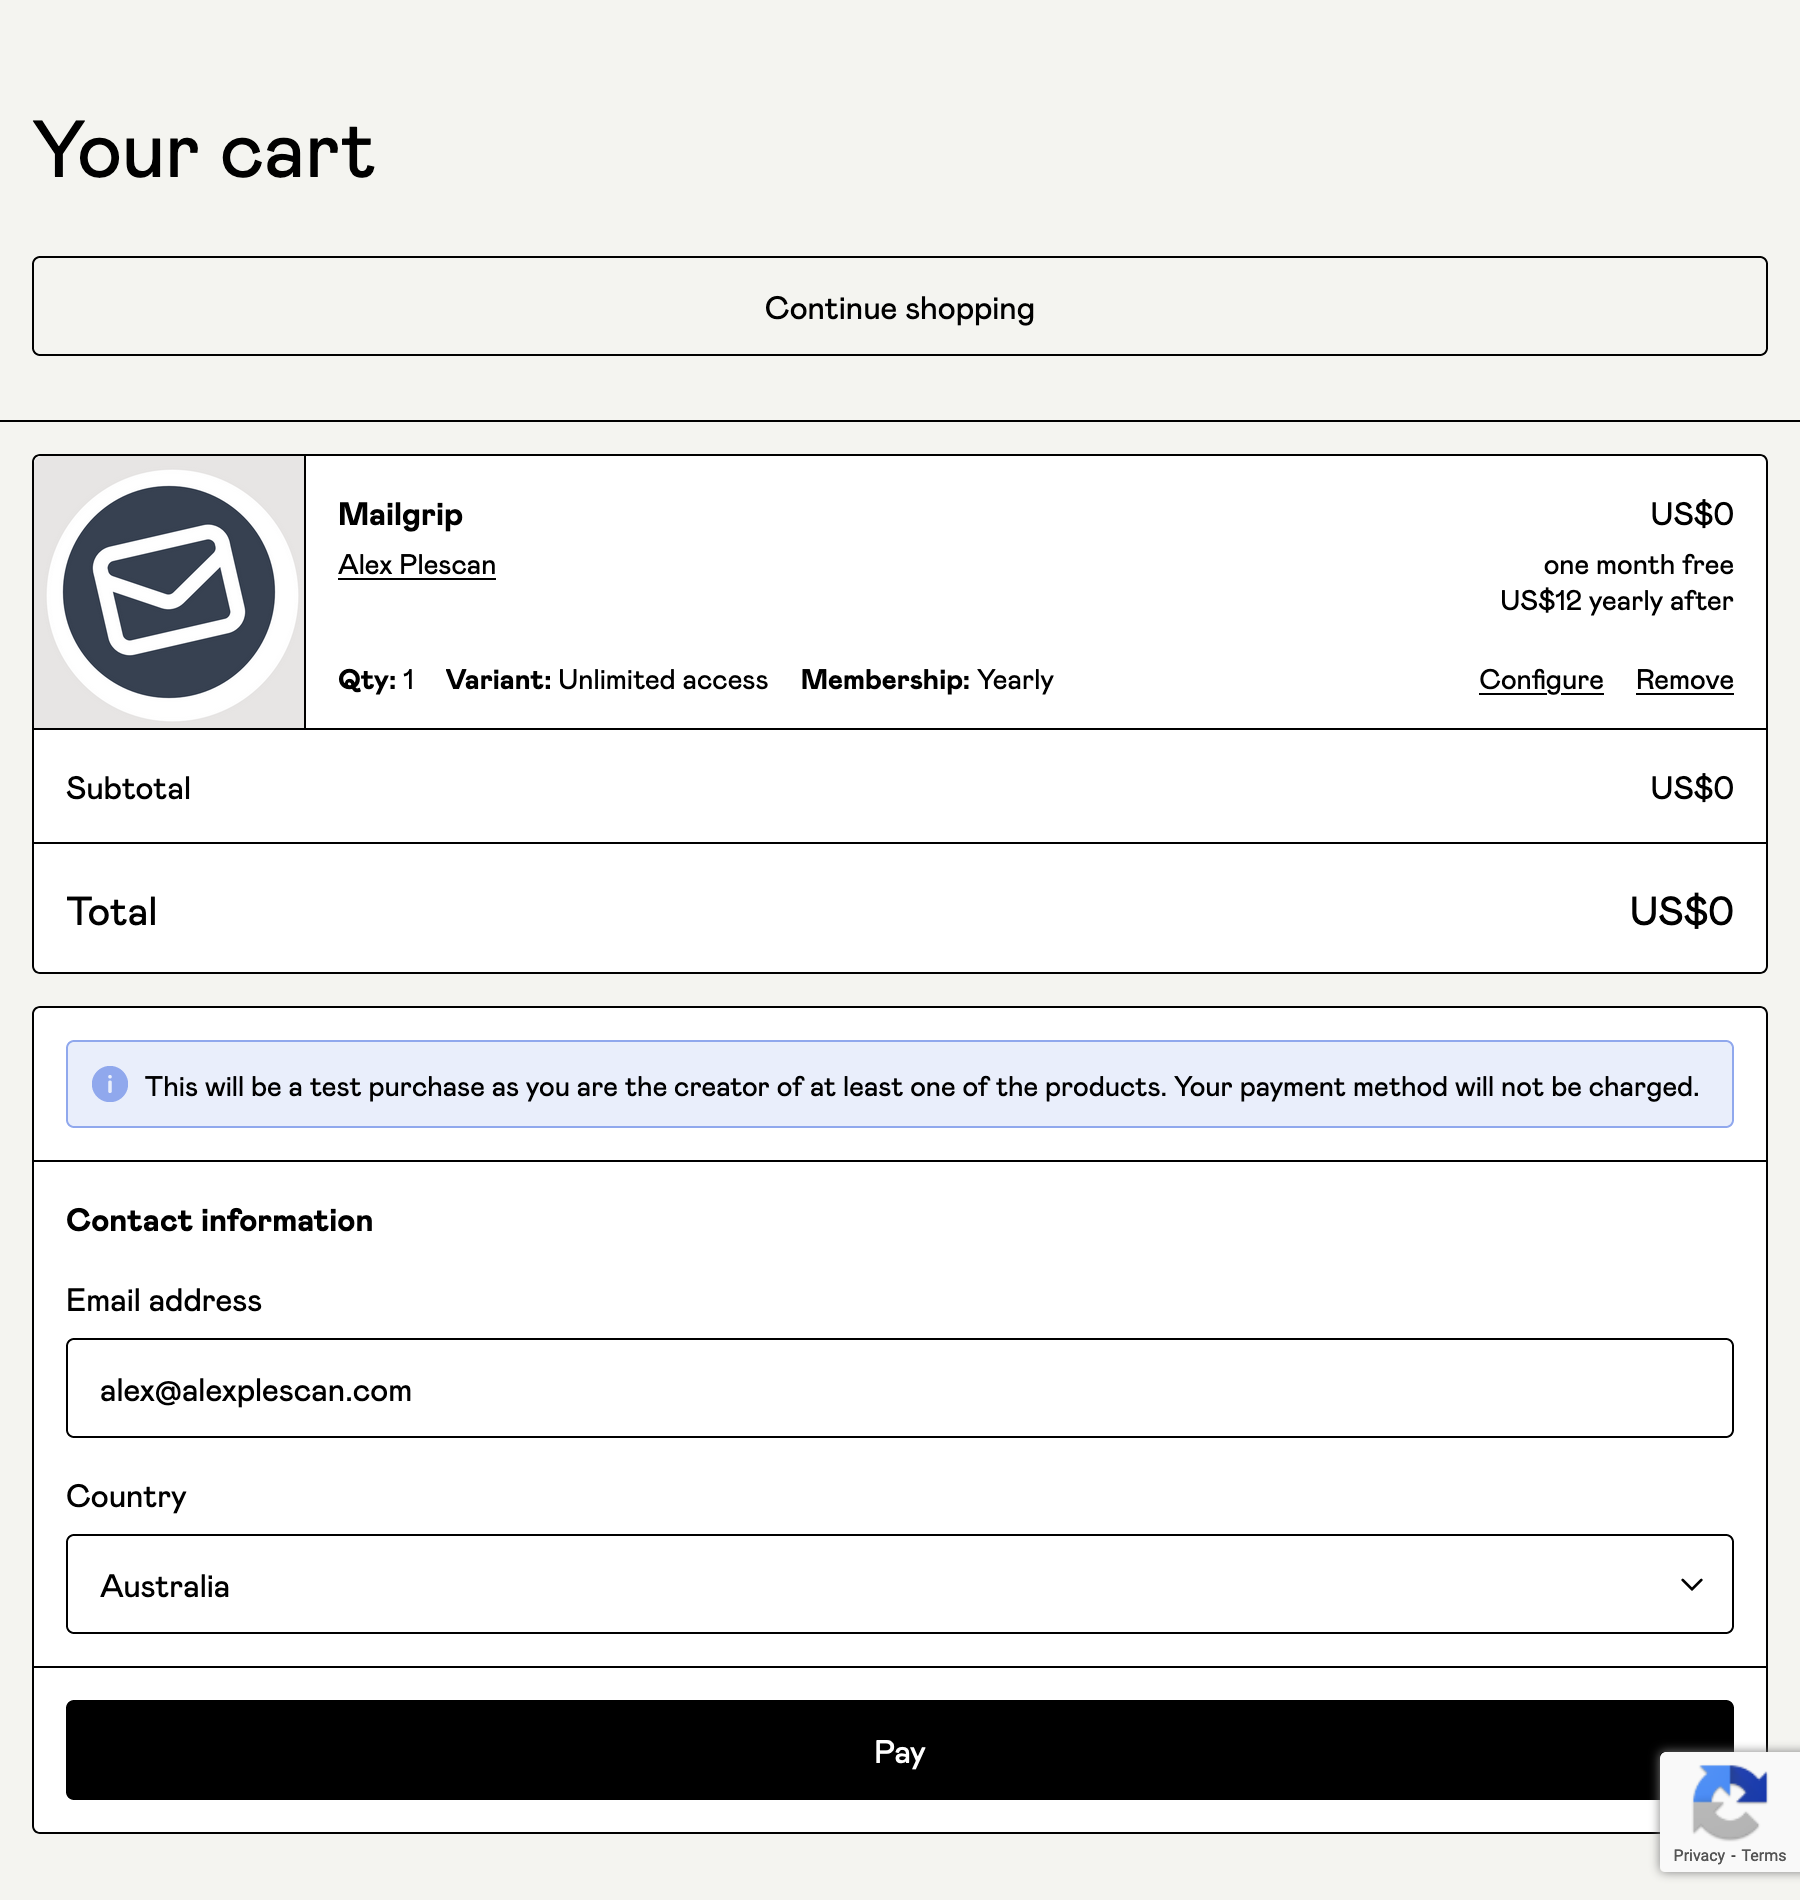 Your cart
Continue shopping
Mailgrip
US$0
Alex Plescan
one month free
US$12 yearly after
Qty: 1 Variant: Unlimited access Membership: Yearly
Configure Remove
Subtotal
US$0
Total
US$0
This will be a test purchase as you are the creator of at least one of the products. Your payment method will not be charged.
Contact information
Email address
alex@alexplescan.com
Country
Australia
Pay
Privacy - Terms